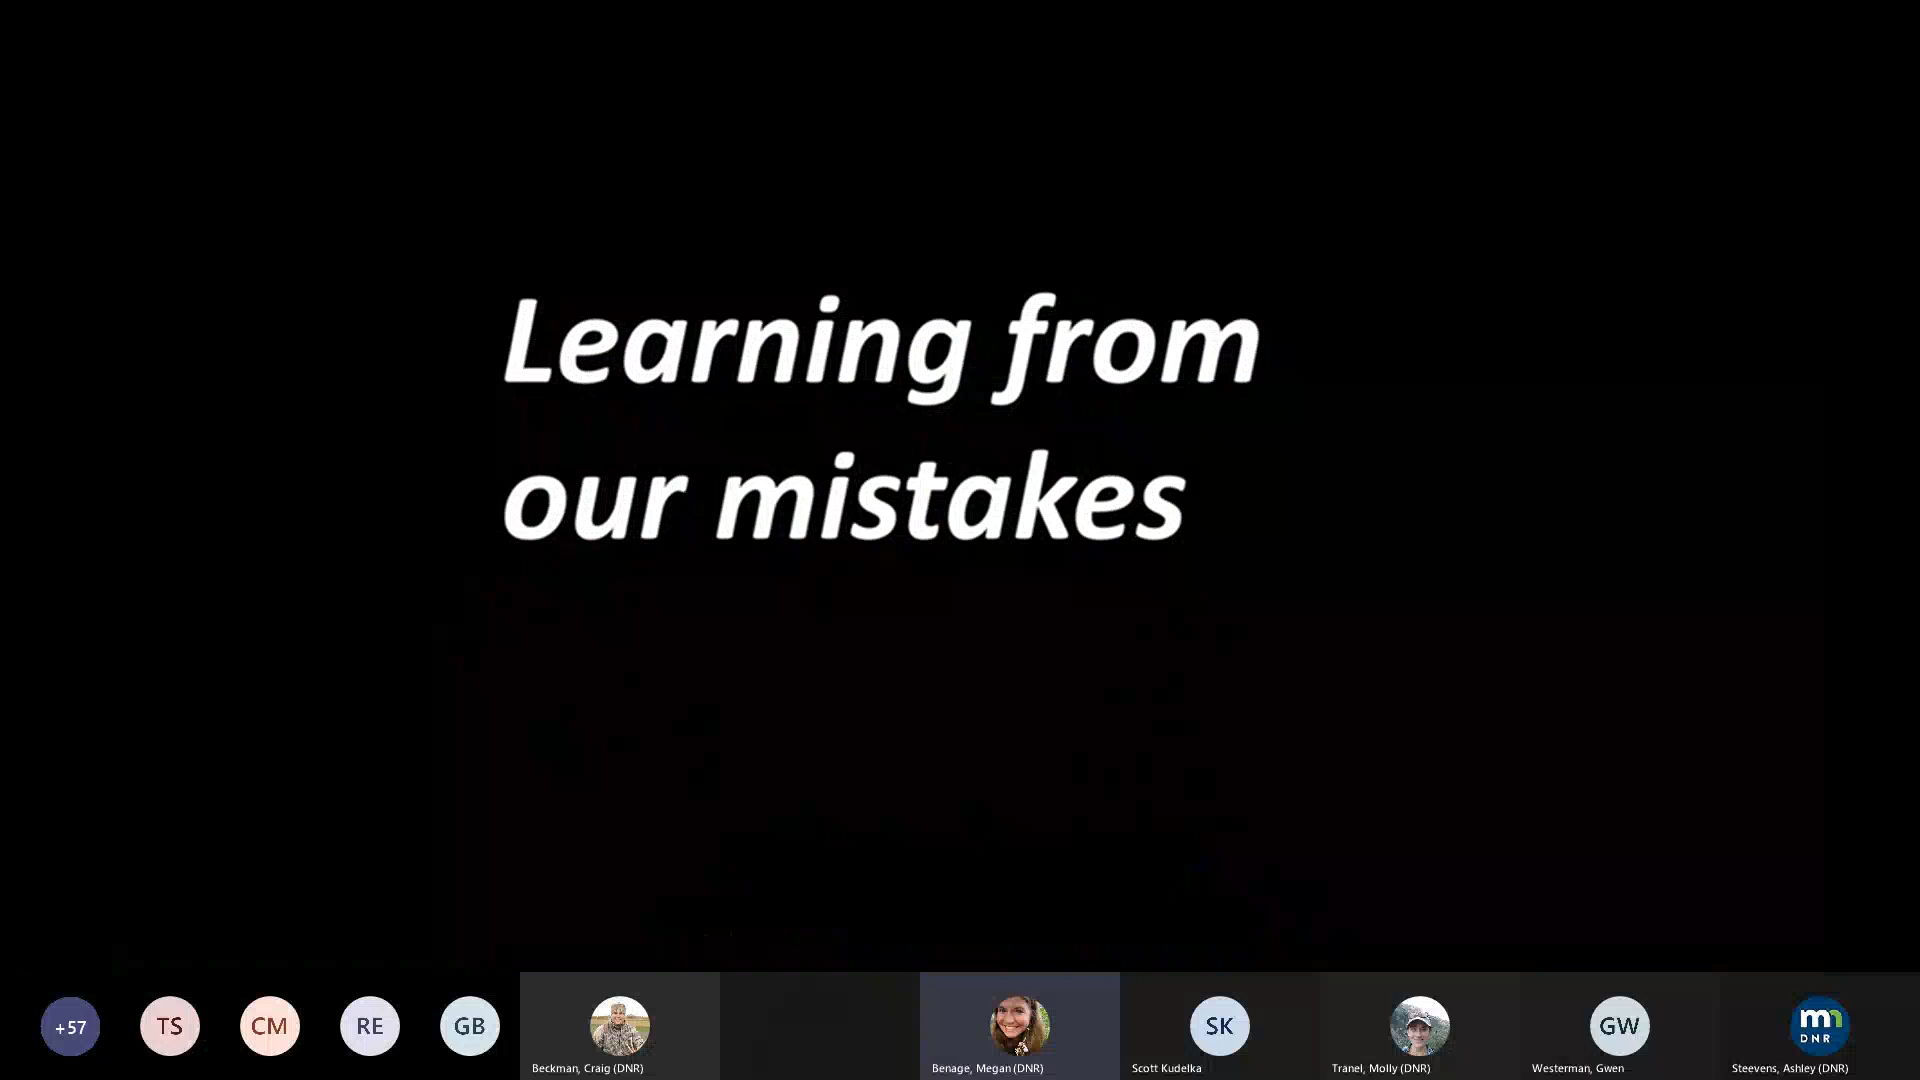 Learning from
our mistakes
+57
TS
CM
RE
GB
SK
GW
mn
DNR
Beckman, Craig (DNR)
Benage, Megan (DNR)
Scott Kudelka
Tranel, Molly (DNR)
Westerman, Gwen
Steevens, Ashley (DNR)